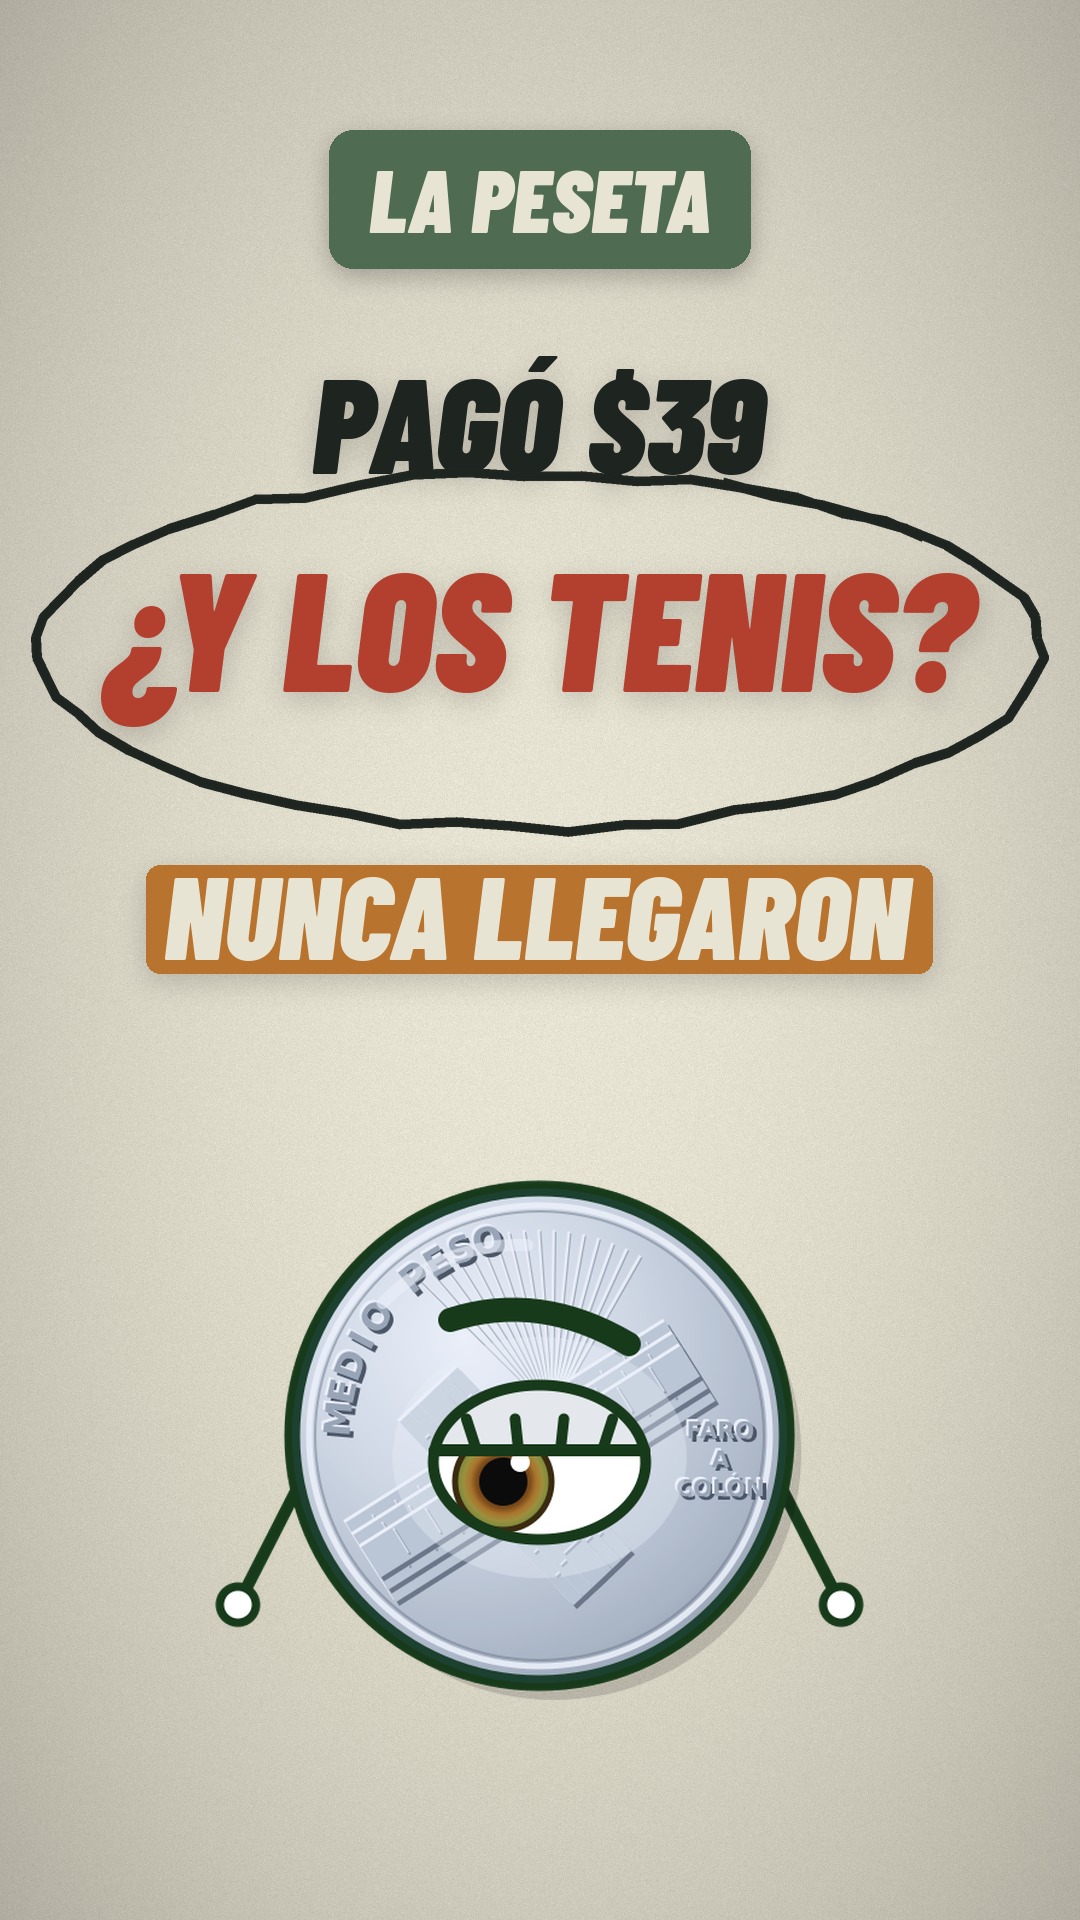 LA PESETA
PAGÓ $39
¿Y LOS TENIS?
NUNCA LLEGARON
MEDIO PESO
FARO
A
COLÓN